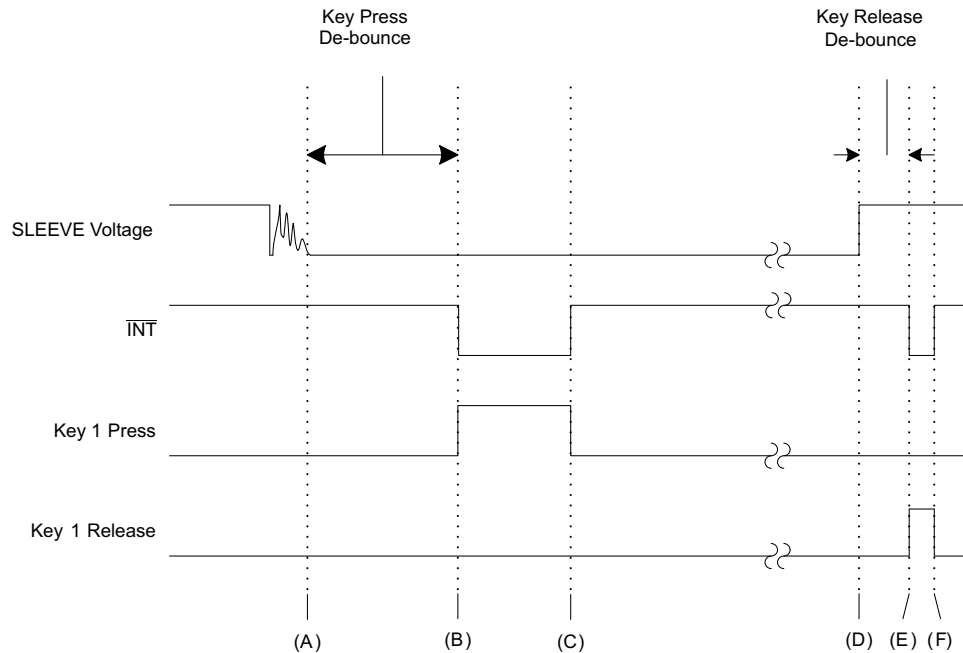 Key Press
De-bounce
Key Release
De-bounce
SLEEVE Voltage
INT
Key 1 Press
Key 1 Release
(A)
(B)
(C)
(D)
(E)
(F)